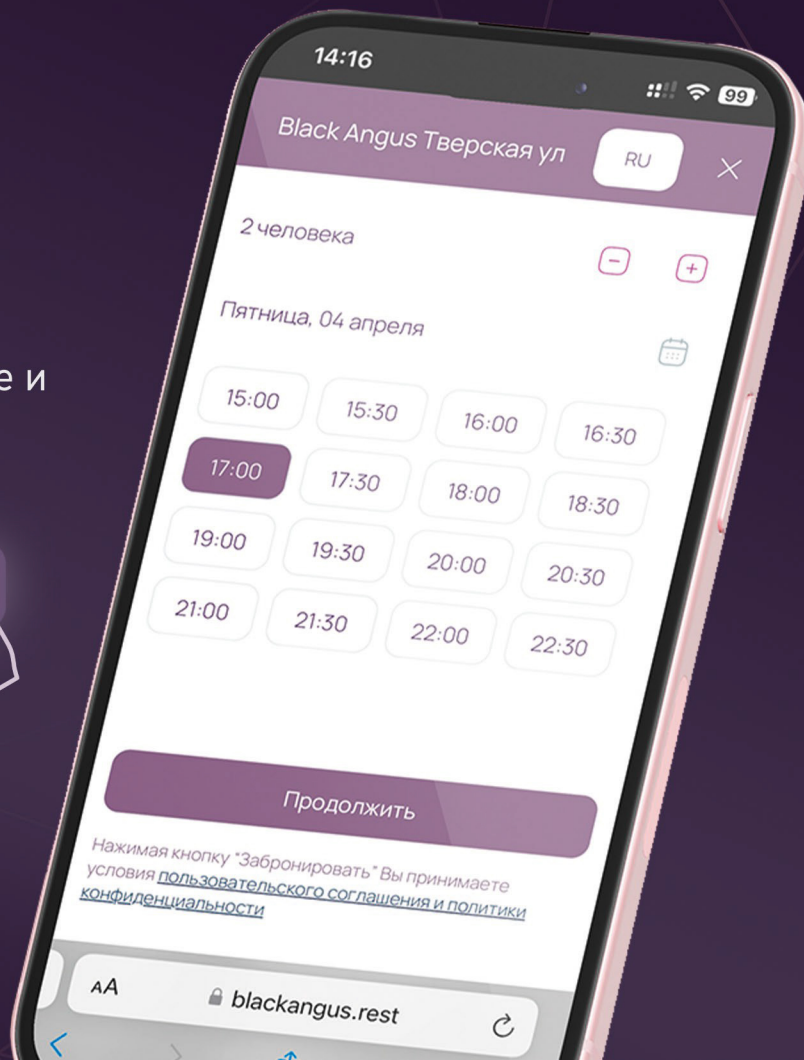 14:16
99
Black Angus Тверская ул
RU
2 человека
Пятница, 04 апреля
е и
15:00 15:30 16:00 16:30
17:00 17:30 18:00 18:30
19:00 19:30 20:00 20:30
21:00 21:30 22:00 22:30
Продолжить
Нажимая кнопку "Забронировать" Вы принимаете
условия пользовательского соглашения и политики
конфиденциальности
AA
blackangus.rest